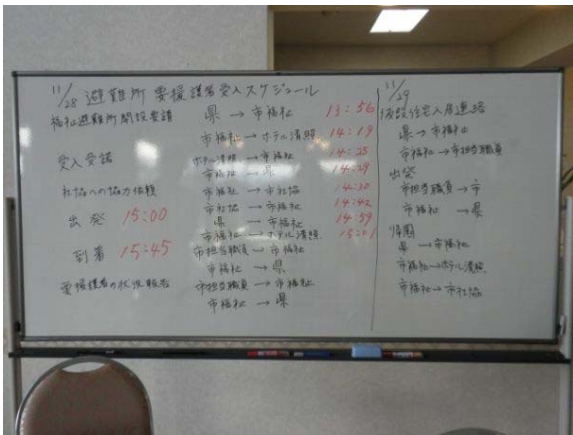 11/28 避難所 要援護者受入スケジュール
福祉避難所開設要請 県 → 市福祉 13:56
市福祉 → ホテル清照 14:19
受入受諾 ホテル清照 → 市福祉 14:25
市福祉 → 県 14:29
社協への協力依頼 市福祉 → 市社協 14:30
市社協 → 市福祉 14:42
出発 15:00 県 → 市福祉 14:59
市福祉 → ホテル清照 15:01
到着 15:45 市担当職員 → 市福祉
市福祉 → 県
要援護者の状況報告 市担当職員 → 市福祉
市福祉 → 県
11/29
仮設住宅入居連絡
県 → 市福祉
市福祉 → 市担当職員
出発
市担当職員 → 市
市福祉 → 県
帰園
県 → 市福祉
市福祉 → ホテル清照
市福祉 → 市社協